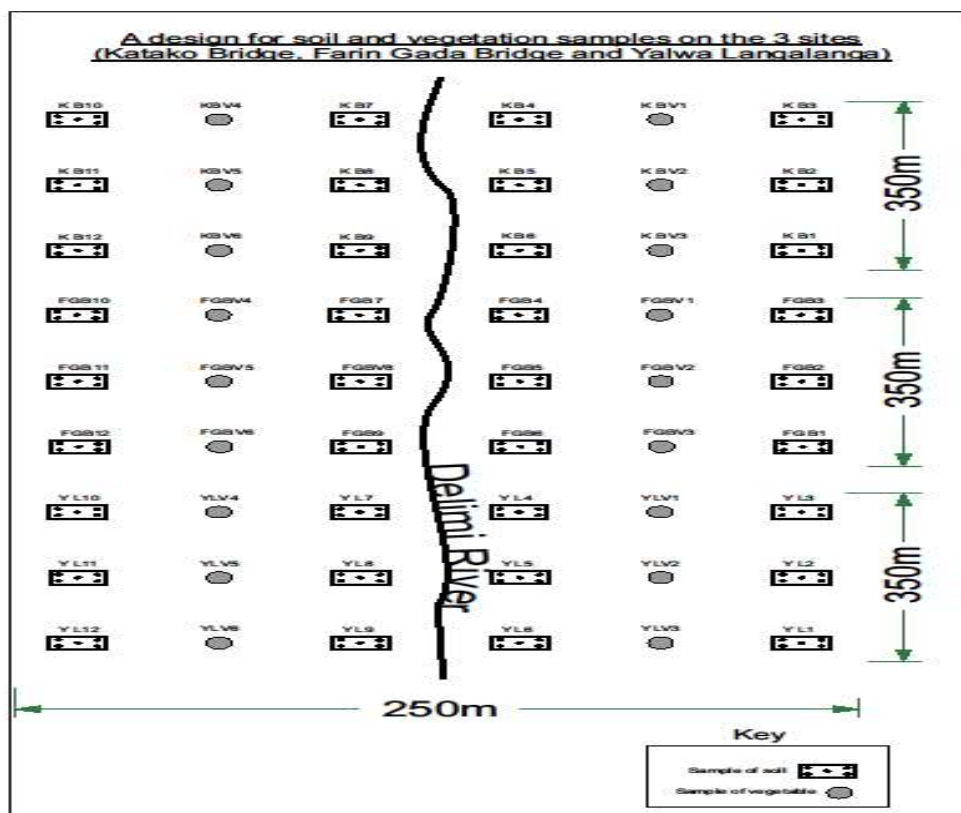 A design for soil and vegetation samples on the 3 sites
(Katako Bridge, Farin Gada Bridge and Yalwa Langalanga)
KB10 KBV4 KB7 KB4 KBV1 KB3
KB11 KBV5 KB8 KB5 KBV2 KB2
KB12 KBV6 KB9 KB6 KBV3 KB1
350m
FGB10 FGBV4 FGB7 FGB4 FGBV1 FGB3
FGB11 FGBV5 FGBV8 FGB5 FGBV2 FGB2
FGB12 FGBV6 FGB9 FGB6 FGBV3 FGB1
350m
YL10 YLV4 YL7 YL4 YLV1 YL3
YL11 YLV5 YL8 YL5 YLV2 YL2
YL12 YLV6 YL9 YL6 YLV3 YL1
350m
Delimi River
250m
Key
Sample of soil
Sample of vegetable